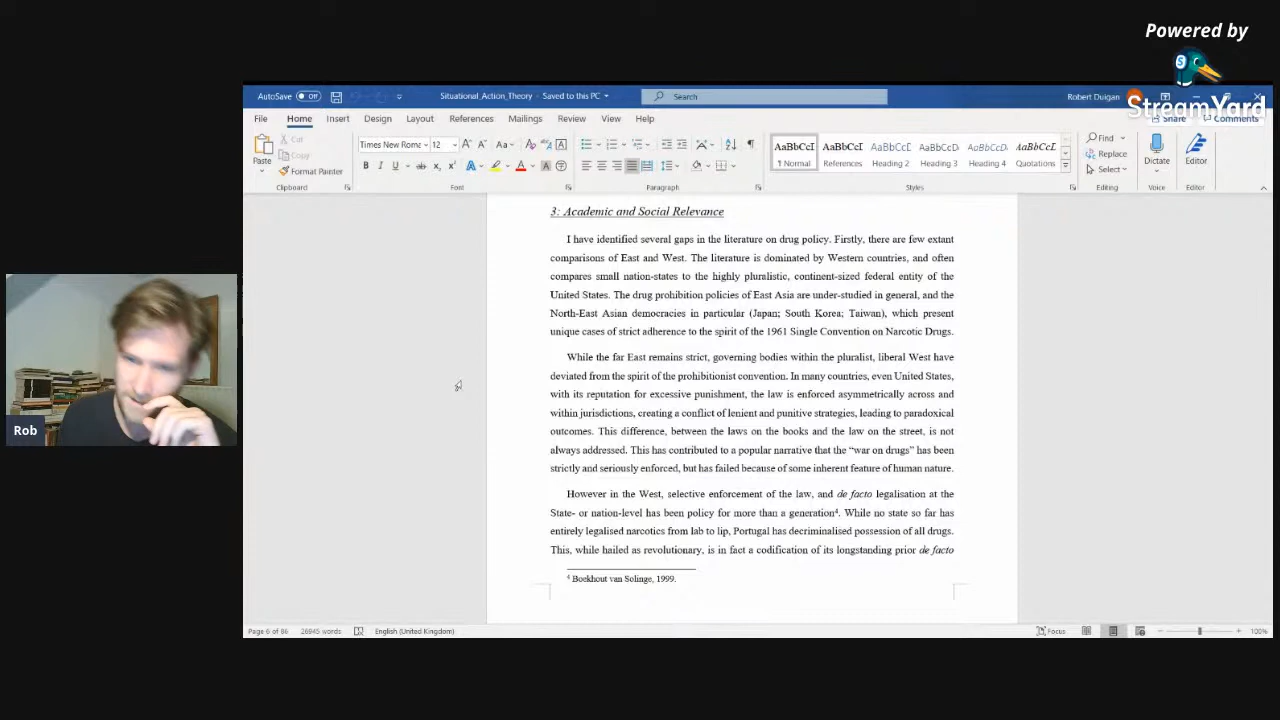 Powered by
StreamYard
AutoSave Off
Situational_Action_Theory - Saved to this PC
Search
Robert Duigan
File Home Insert Design Layout References Mailings Review View Help
Share Comments
Paste
Cut
Copy
Format Painter
Clipboard
Times New Roma 12
Font
Paragraph
AaBbCcI AaBbCcI AaBbCcI AaBbCcD AaBbCcD AaBbCcI
¶ Normal References Heading 2 Heading 3 Heading 4 Quotations
Styles
Find
Replace
Select
Editing
Dictate
Voice
Editor
Editor
3: Academic and Social Relevance
I have identified several gaps in the literature on drug policy. Firstly, there are few extant
comparisons of East and West. The literature is dominated by Western countries, and often
compares small nation-states to the highly pluralistic, continent-sized federal entity of the
United States. The drug prohibition policies of East Asia are under-studied in general, and the
North-East Asian democracies in particular (Japan; South Korea; Taiwan), which present
unique cases of strict adherence to the spirit of the 1961 Single Convention on Narcotic Drugs.
While the far East remains strict, governing bodies within the pluralist, liberal West have
deviated from the spirit of the prohibitionist convention. In many countries, even United States,
with its reputation for excessive punishment, the law is enforced asymmetrically across and
within jurisdictions, creating a conflict of lenient and punitive strategies, leading to paradoxical
outcomes. This difference, between the laws on the books and the law on the street, is not
always addressed. This has contributed to a popular narrative that the “war on drugs” has been
strictly and seriously enforced, but has failed because of some inherent feature of human nature.
However in the West, selective enforcement of the law, and de facto legalisation at the
State- or nation-level has been policy for more than a generation⁴. While no state so far has
entirely legalised narcotics from lab to lip, Portugal has decriminalised possession of all drugs.
This, while hailed as revolutionary, is in fact a codification of its longstanding prior de facto
⁴ Boekhout van Solinge, 1999.
Page 6 of 86 26945 words English (United Kingdom)
Focus
100%
Rob